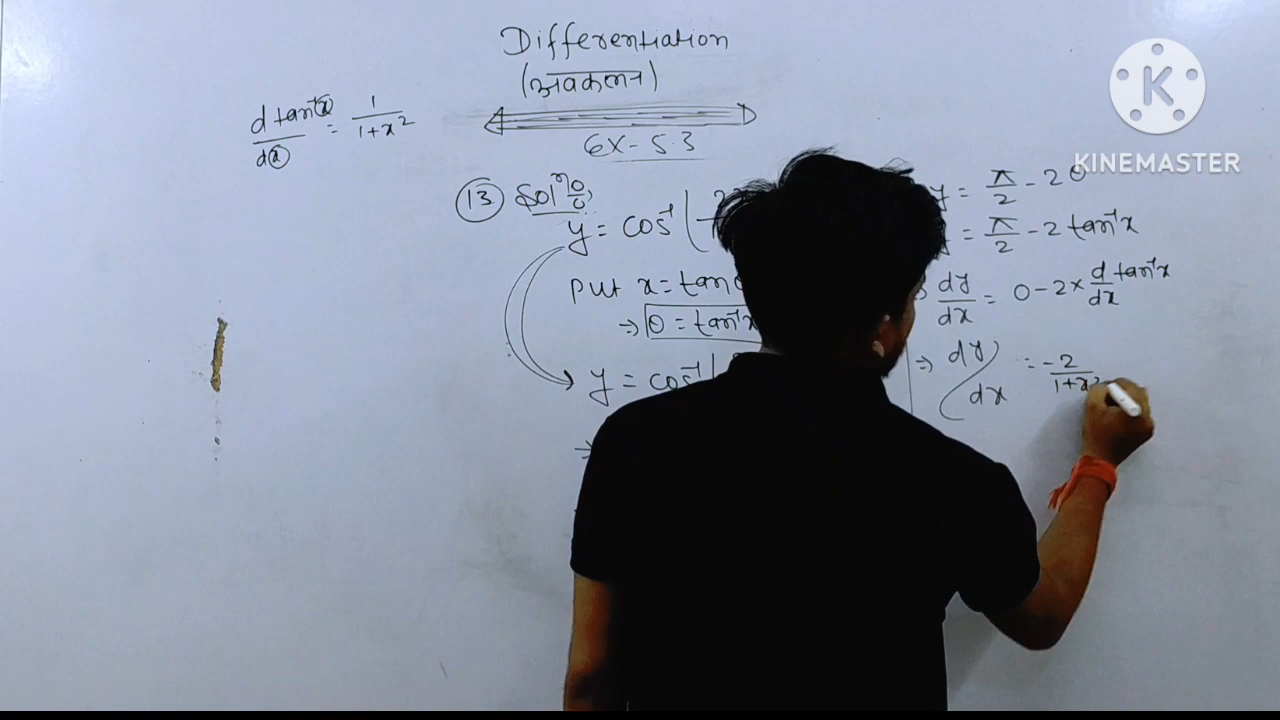 Differentiation
(अवकलन)
d tan⁻¹x / dx = 1 / 1+x²
Ex - 5.3
13 Solⁿ
y = cos⁻¹(
Put x = tan
⇒ θ = tan⁻¹x
y = cos⁻¹(
y = π/2 - 2θ
= π/2 - 2 tan⁻¹x
dy/dx = 0 - 2 × d/dx tan⁻¹x
⇒ dy/dx = -2 / 1+x²
KINEMASTER